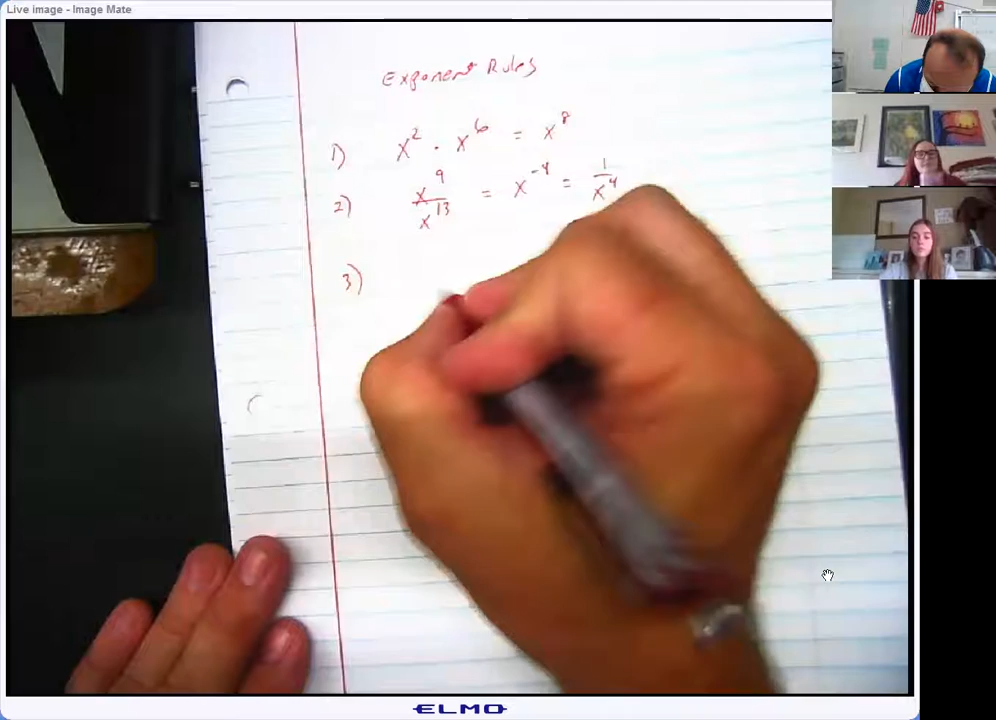 Live image - Image Mate
Exponent Rules
1) x² · x⁶ = x⁸
2) x⁹/x¹³ = x⁻⁴ = 1/x⁴
3)
ELMO